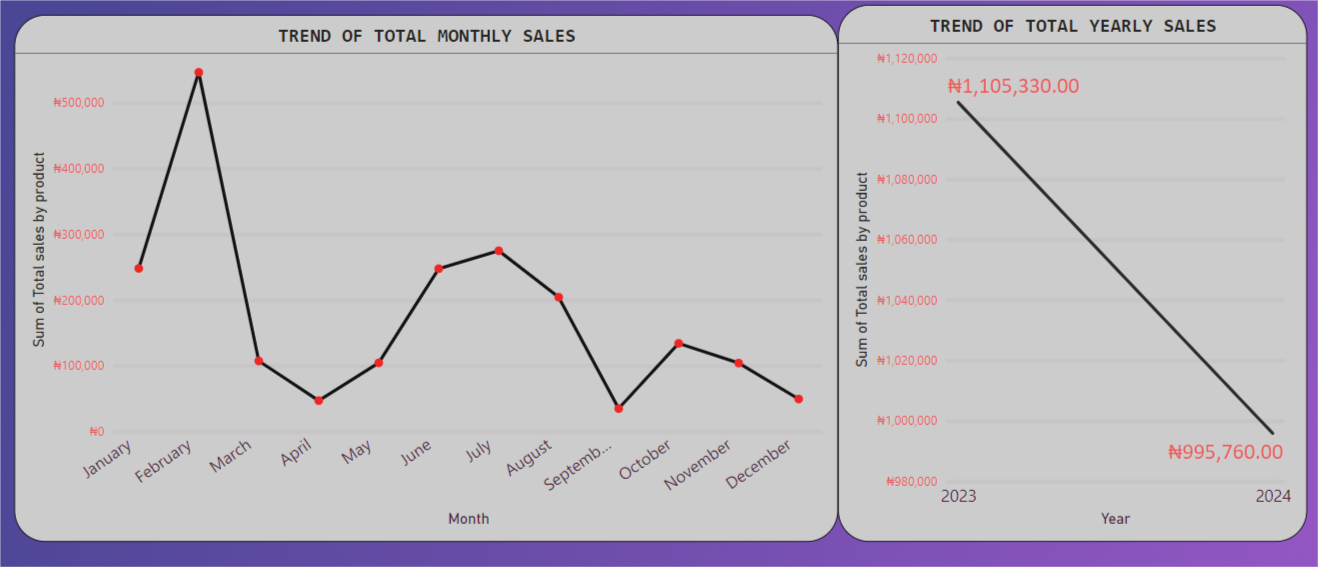 TREND OF TOTAL MONTHLY SALES
Sum of Total sales by product
₦500,000
₦400,000
₦300,000
₦200,000
₦100,000
₦0
January
February
March
April
May
June
July
August
Septemb...
October
November
December
Month
TREND OF TOTAL YEARLY SALES
Sum of Total sales by product
₦1,120,000
₦1,100,000
₦1,080,000
₦1,060,000
₦1,040,000
₦1,020,000
₦1,000,000
₦980,000
₦1,105,330.00
₦995,760.00
2023
2024
Year